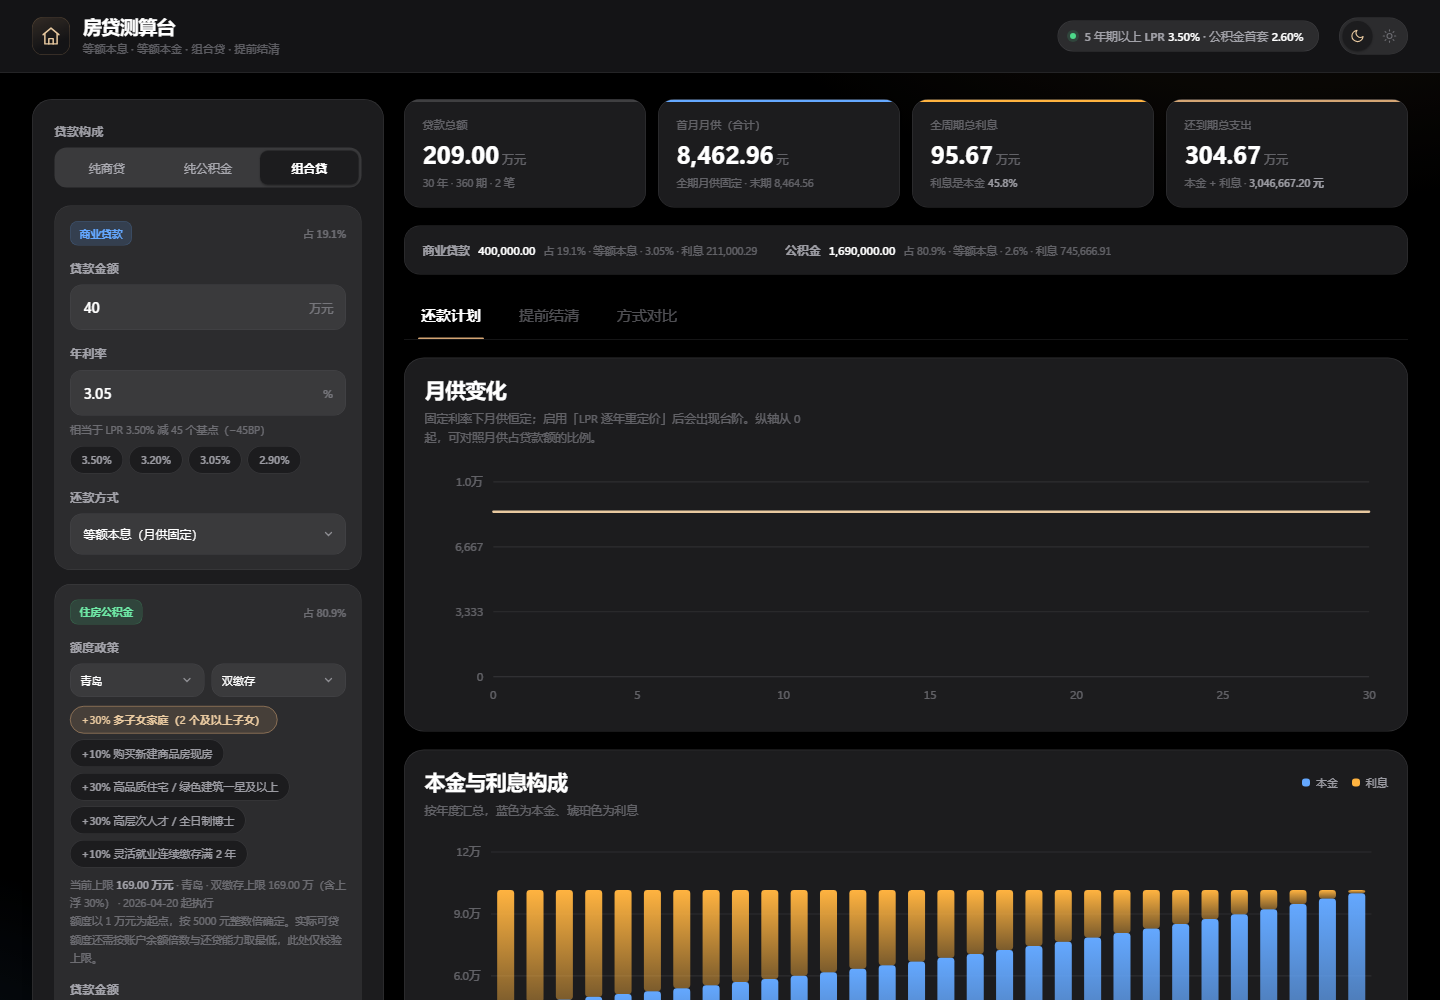 房贷测算台
等额本息 · 等额本金 · 组合贷 · 提前结清
5 年期以上 LPR 3.50% · 公积金首套 2.60%
贷款构成
纯商贷
纯公积金
组合贷
商业贷款
占 19.1%
贷款金额
40
万元
年利率
3.05
%
相当于 LPR 3.50% 减 45 个基点（−45BP）
3.50%
3.20%
3.05%
2.90%
还款方式
等额本息（月供固定）
住房公积金
占 80.9%
额度政策
青岛
双缴存
+30% 多子女家庭（2 个及以上子女）
+10% 购买新建商品房现房
+30% 高品质住宅 / 绿色建筑一星及以上
+30% 高层次人才 / 全日制博士
+10% 灵活就业连续缴存满 2 年
当前上限 169.00 万元 · 青岛 · 双缴存上限 169.00 万（含上
浮 30%） · 2026-04-20 起执行
额度以 1 万元为起点，按 5000 元整数倍确定。实际可贷
额度还需按账户余额倍数与还贷能力取最低，此处仅校验
上限。
贷款金额
贷款总额
209.00 万元
30 年 · 360 期 · 2 笔
首月月供（合计）
8,462.96 元
全期月供固定 · 末期 8,464.56
全周期总利息
95.67 万元
利息是本金 45.8%
还到期总支出
304.67 万元
本金 + 利息 · 3,046,667.20 元
商业贷款 400,000.00 占 19.1% · 等额本息 · 3.05% · 利息 211,000.29
公积金 1,690,000.00 占 80.9% · 等额本息 · 2.6% · 利息 745,666.91
还款计划
提前结清
方式对比
月供变化
固定利率下月供恒定；启用「LPR 逐年重定价」后会出现台阶。纵轴从 0
起，可对照月供占贷款额的比例。
1.0万
6,667
3,333
0
0
5
10
15
20
25
30
本金与利息构成
按年度汇总，蓝色为本金、琥珀色为利息
本金
利息
12万
9.0万
6.0万